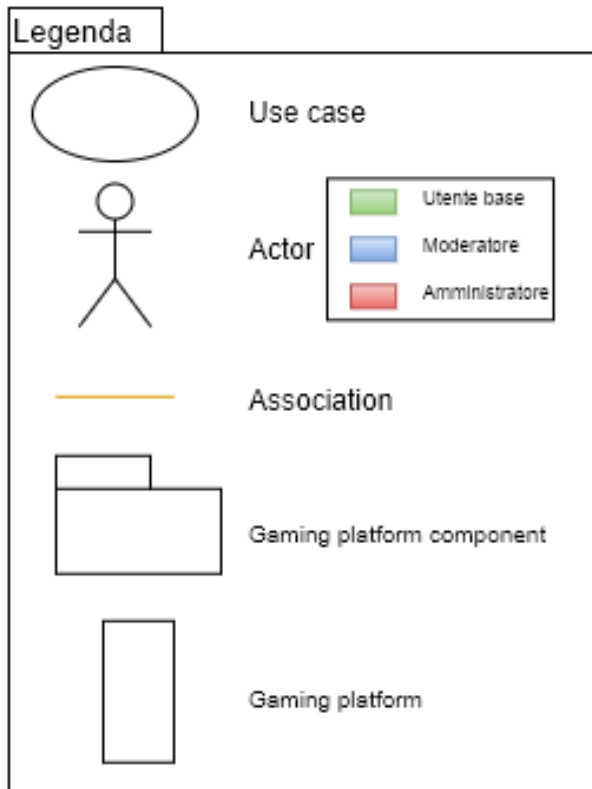 Legenda
Use case
Actor
Utente base
Moderatore
Amministratore
Association
Gaming platform component
Gaming platform